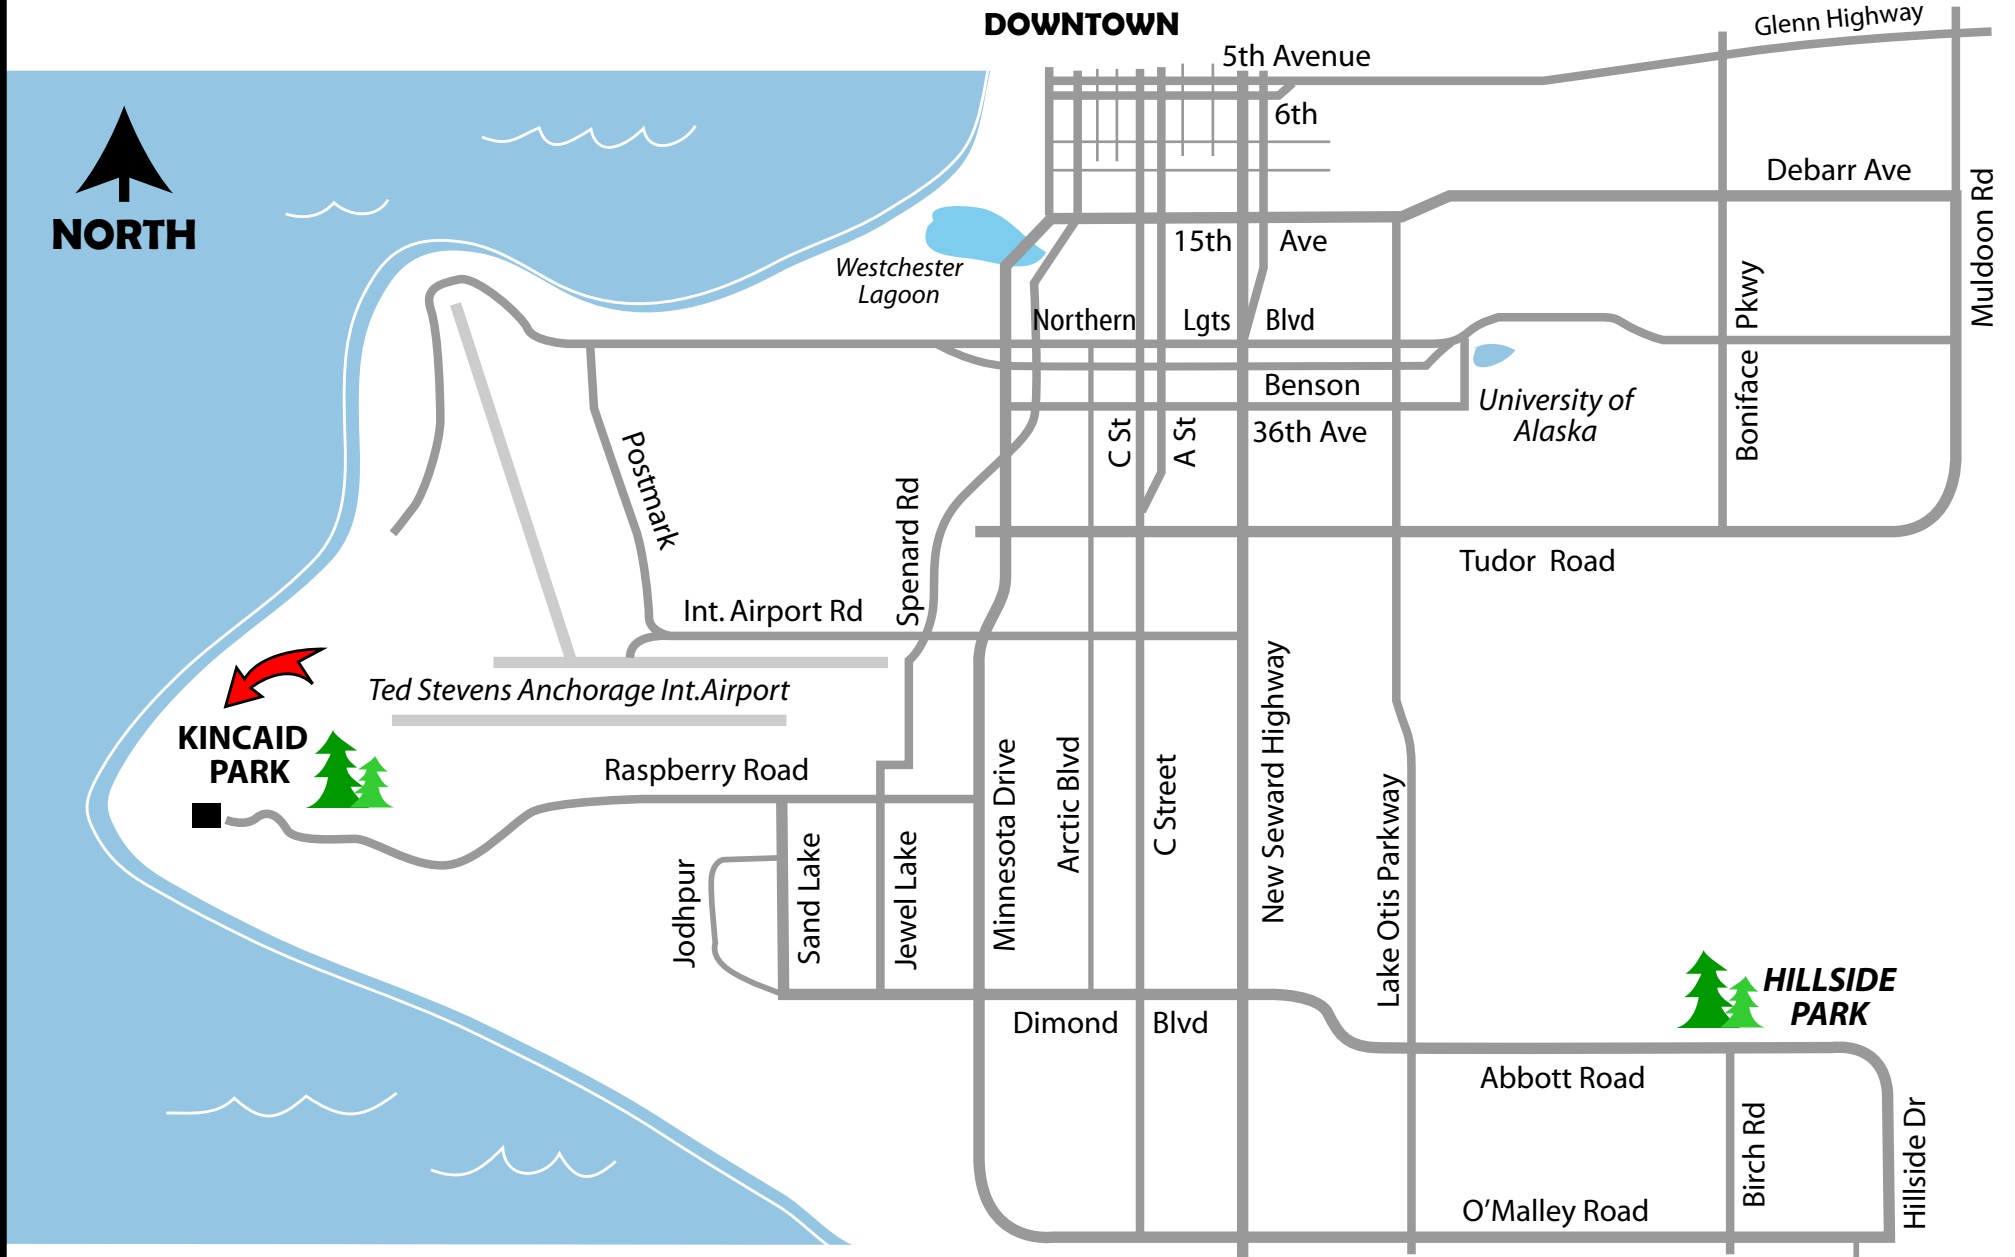 DOWNTOWN
Glenn Highway
5th Avenue
6th
NORTH
Debarr Ave
Muldoon Rd
15th Ave
Westchester
Lagoon
Northern Lgts Blvd
Boniface Pkwy
Benson
University of
Alaska
36th Ave
C St
A St
Postmark
Spenard Rd
Tudor Road
Int. Airport Rd
Ted Stevens Anchorage Int.Airport
KINCAID
PARK
Raspberry Road
Minnesota Drive
Arctic Blvd
C Street
New Seward Highway
Lake Otis Parkway
Jodhpur
Sand Lake
Jewel Lake
HILLSIDE
PARK
Dimond Blvd
Abbott Road
Birch Rd
Hillside Dr
O'Malley Road